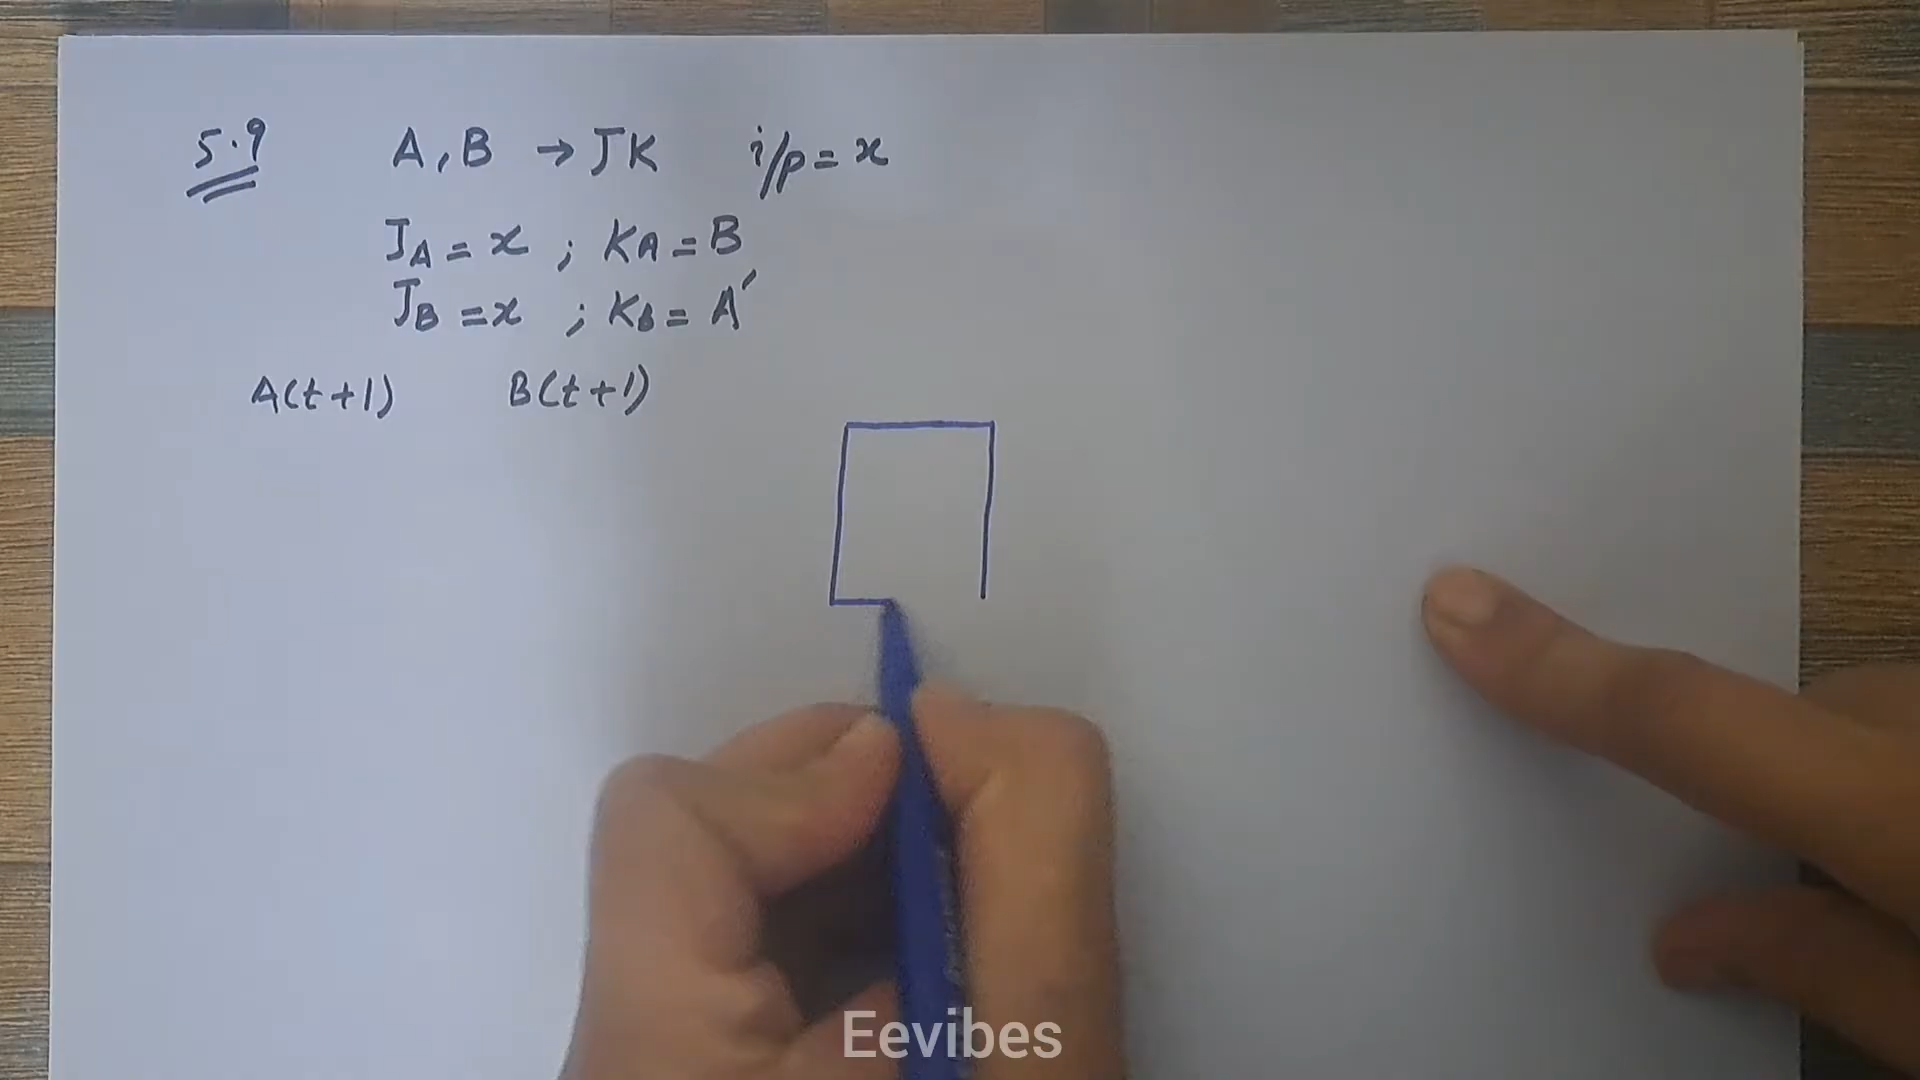 5.9 A, B → JK i/p = x
JA = x ; KA = B
JB = x ; KB = A′
A(t+1) B(t+1)
Eevibes